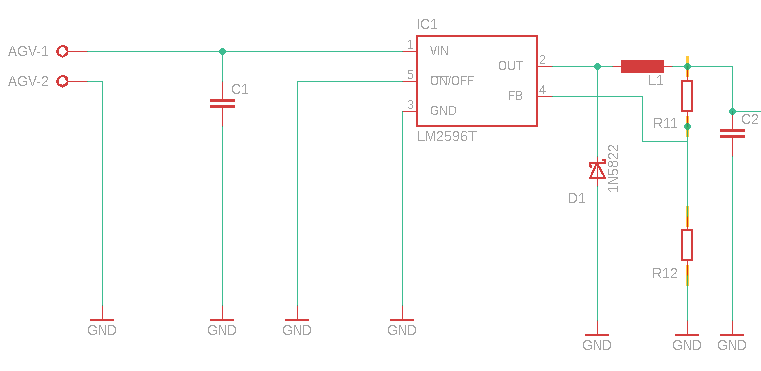 IC1
AGV-1
1
VIN
OUT
2
AGV-2
5
ON/OFF
L1
C1
FB
4
3
GND
R11
C2
LM2596T
1N5822
D1
R12
GND
GND
GND
GND
GND
GND
GND